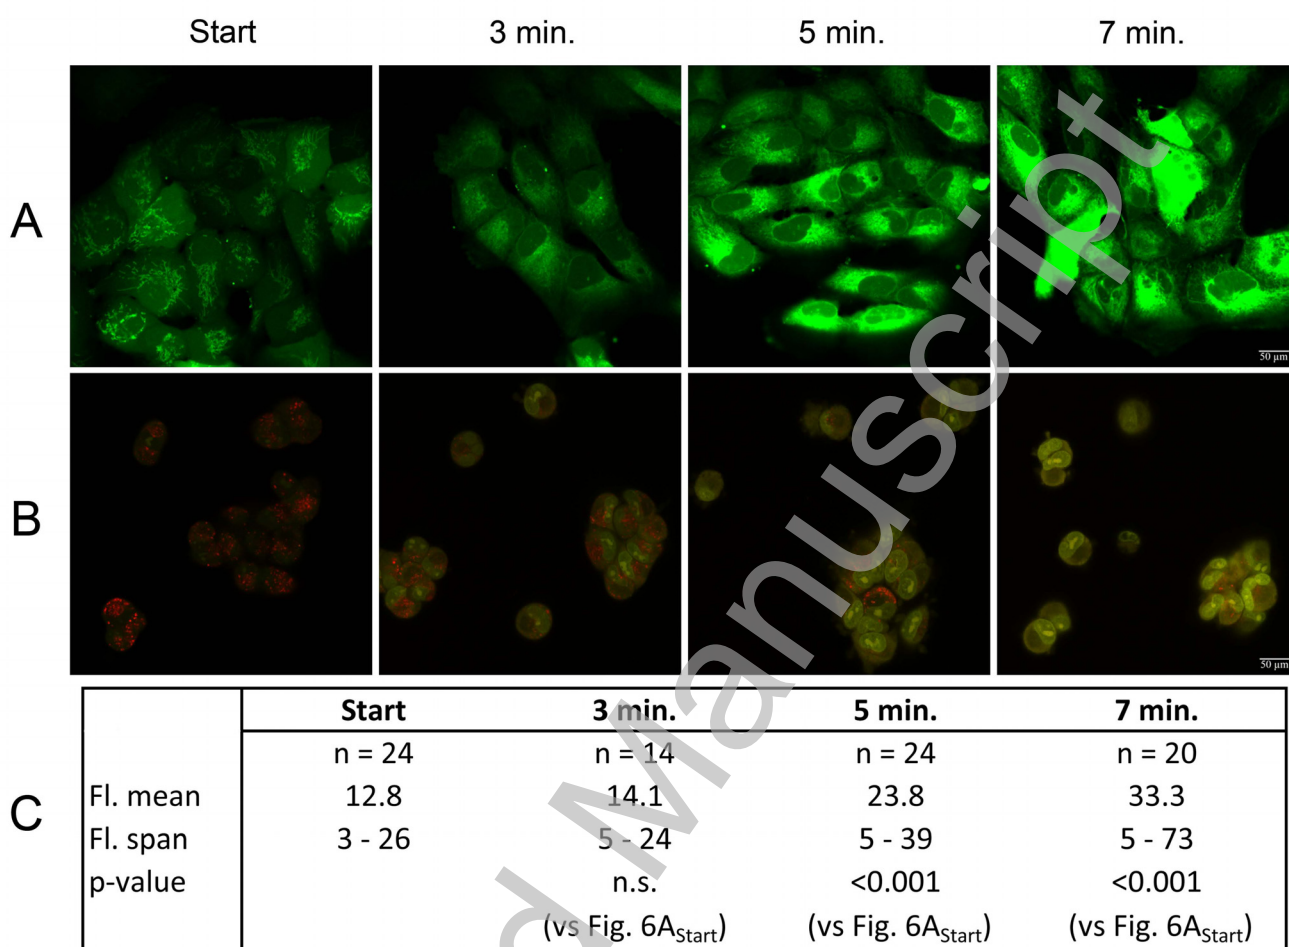 Start 3 min. 5 min. 7 min.
A
50 µm
B
50 µm
C
Start 3 min. 5 min. 7 min.
n = 24 n = 14 n = 24 n = 20
Fl. mean 12.8 14.1 23.8 33.3
Fl. span 3 - 26 5 - 24 5 - 39 5 - 73
p-value n.s. <0.001 <0.001
(vs Fig. 6AStart) (vs Fig. 6AStart) (vs Fig. 6AStart)
d Manuscript